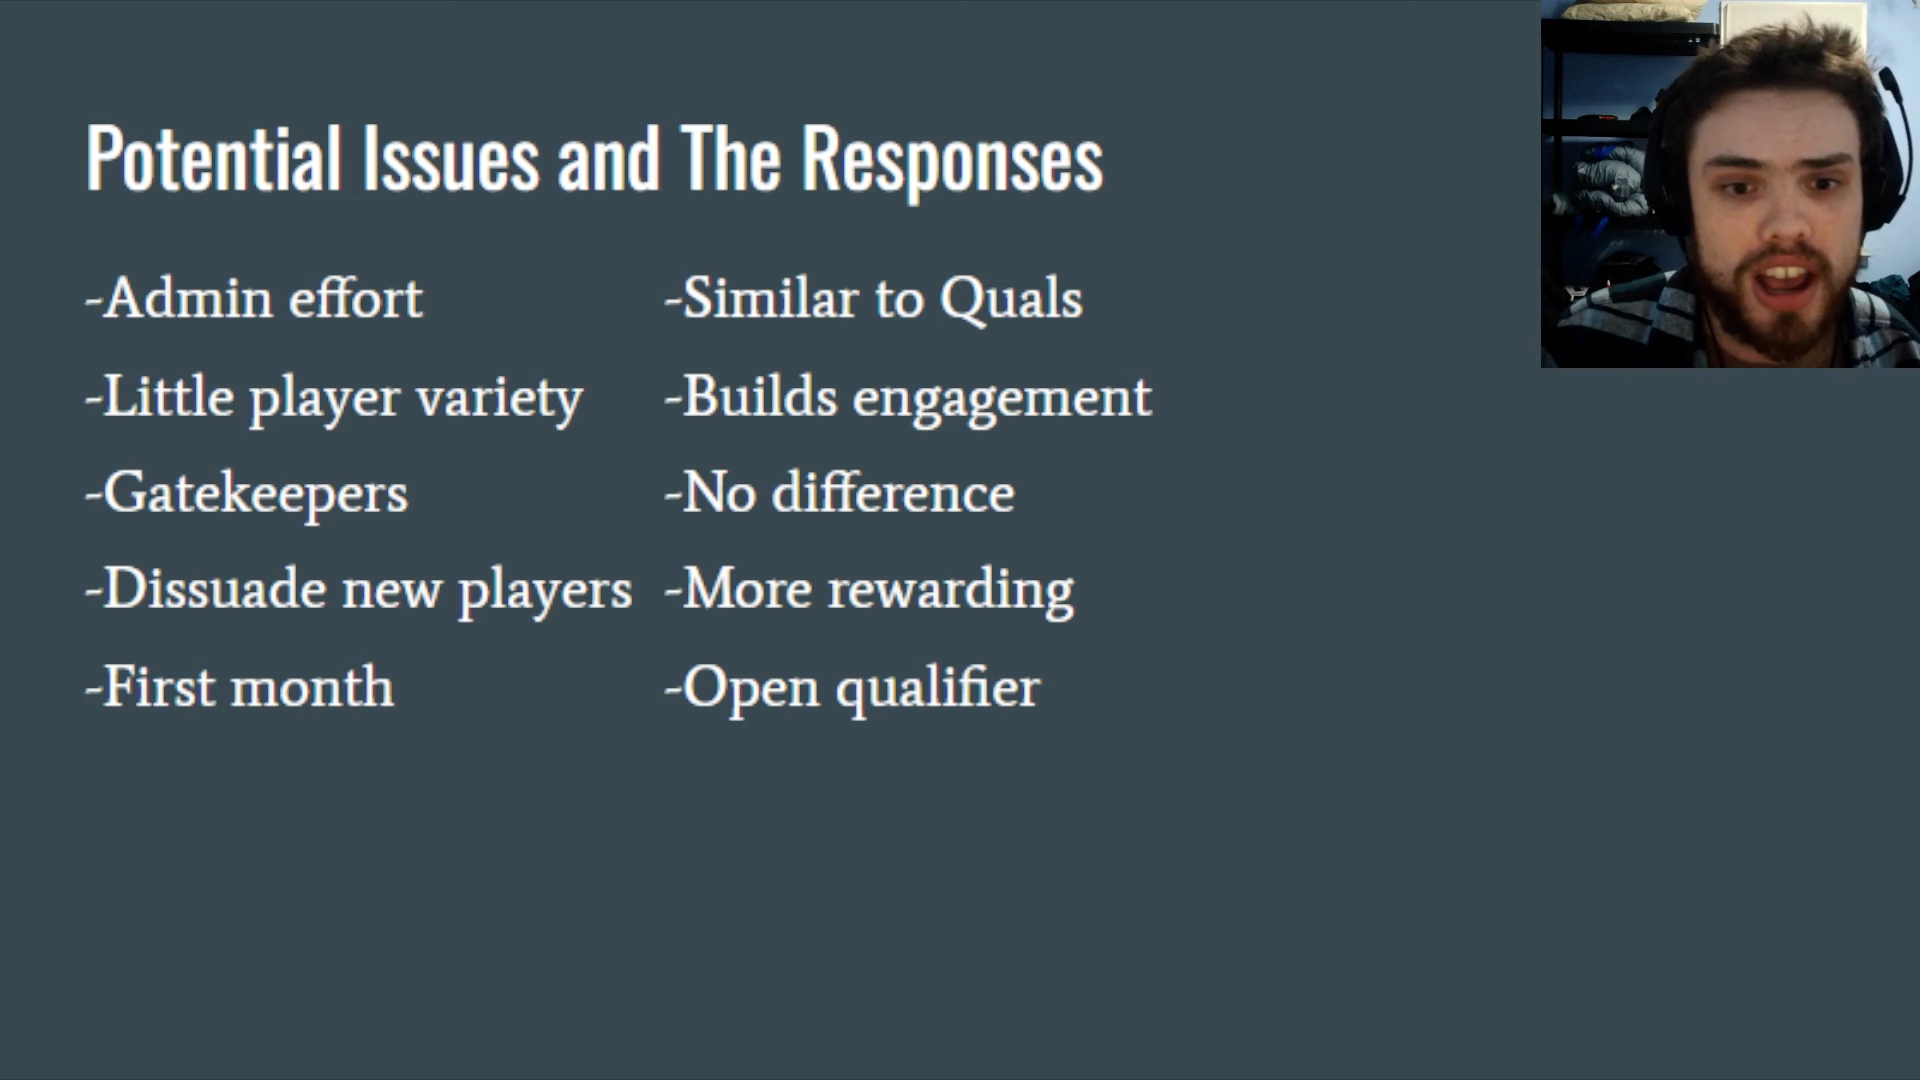 Potential Issues and The Responses
-Admin effort
-Little player variety
-Gatekeepers
-Dissuade new players
-First month
-Similar to Quals
-Builds engagement
-No difference
-More rewarding
-Open qualifier